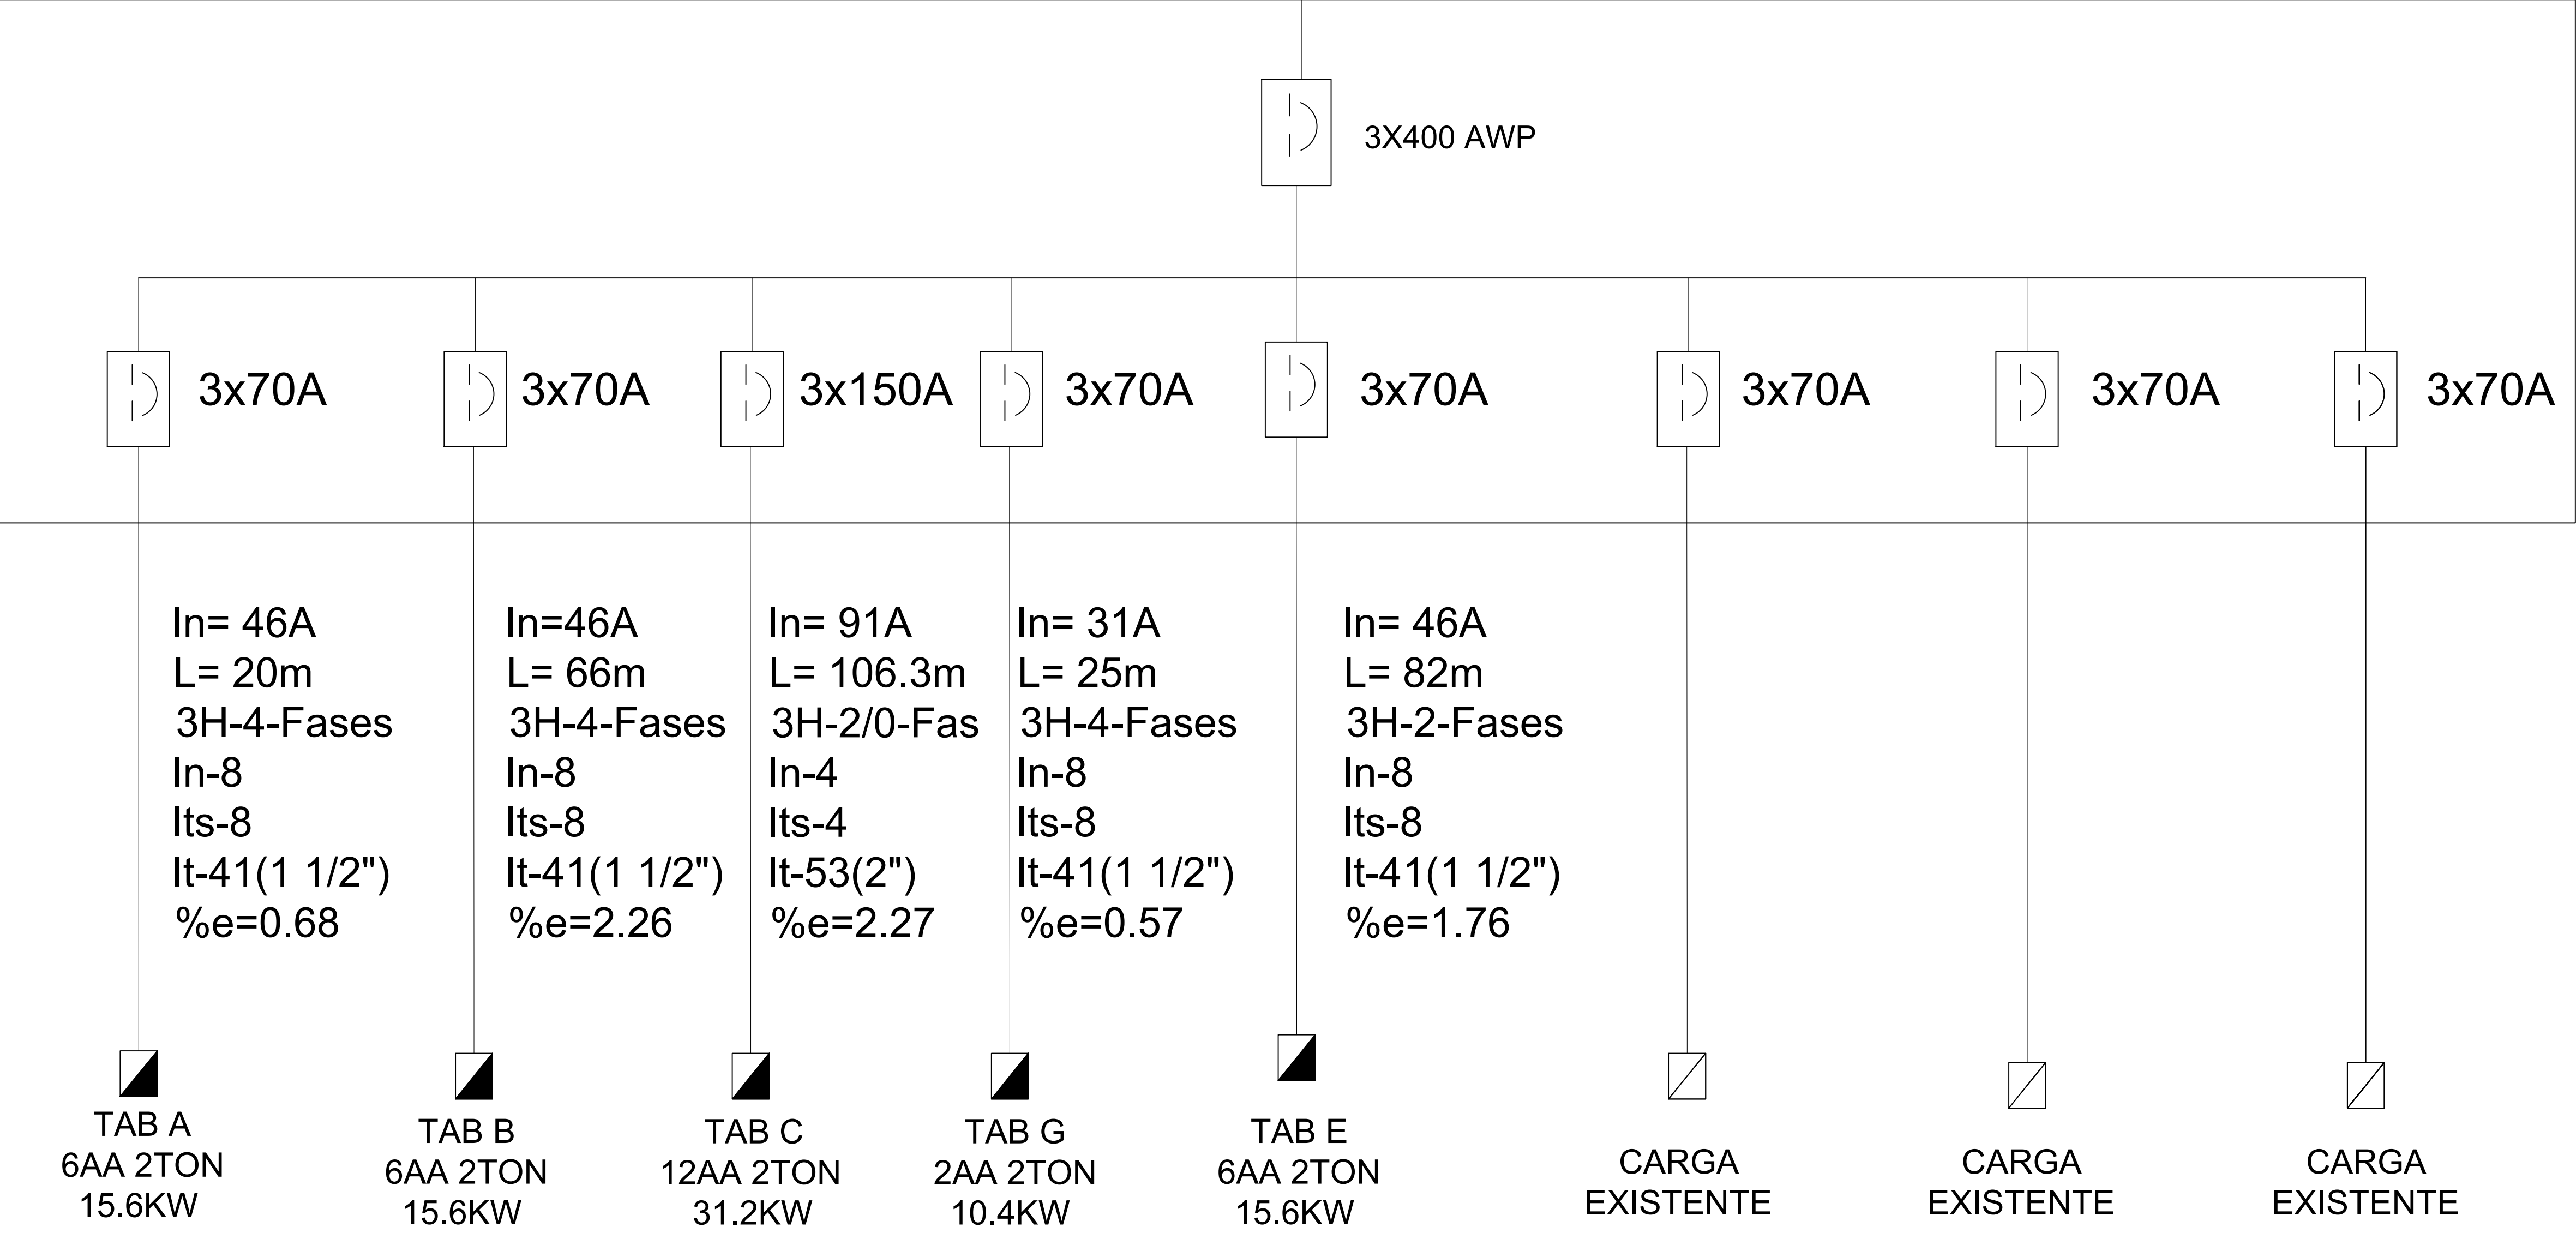 3X400 AWP
3x70A
3x70A
3x150A
3x70A
3x70A
3x70A
3x70A
3x70A
In= 46A
L= 20m
3H-4-Fases
In-8
Its-8
It-41(1 1/2")
%e=0.68
In=46A
L= 66m
3H-4-Fases
In-8
Its-8
It-41(1 1/2")
%e=2.26
In= 91A
L= 106.3m
3H-2/0-Fas
In-4
Its-4
It-53(2")
%e=2.27
In= 31A
L= 25m
3H-4-Fases
In-8
Its-8
It-41(1 1/2")
%e=0.57
In= 46A
L= 82m
3H-2-Fases
In-8
Its-8
It-41(1 1/2")
%e=1.76
TAB A
6AA 2TON
15.6KW
TAB B
6AA 2TON
15.6KW
TAB C
12AA 2TON
31.2KW
TAB G
2AA 2TON
10.4KW
TAB E
6AA 2TON
15.6KW
CARGA
EXISTENTE
CARGA
EXISTENTE
CARGA
EXISTENTE